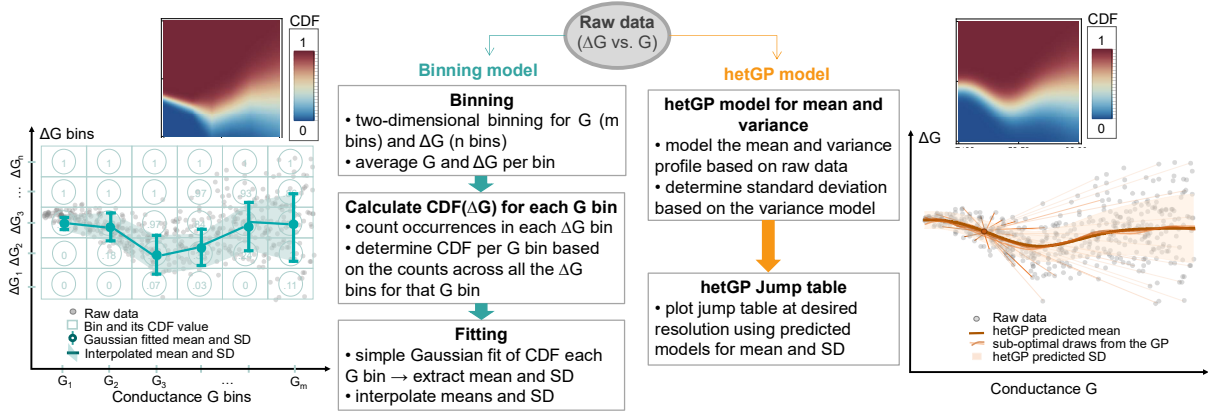 CDF
1
0
ΔG bins
ΔGn
...
ΔG3
ΔG2
ΔG1
1 1 1 1 1
1 1 1 .97 .93
0 .18
0 0 .07 .03 0 .11
Raw data
Bin and its CDF value
Gaussian fitted mean and SD
Interpolated mean and SD
G1 G2 G3 ... Gm
Conductance G bins
Raw data
(ΔG vs. G)
Binning model
Binning
• two-dimensional binning for G (m
bins) and ΔG (n bins)
• average G and ΔG per bin
Calculate CDF(ΔG) for each G bin
• count occurrences in each ΔG bin
• determine CDF per G bin based
on the counts across all the ΔG
bins for that G bin
Fitting
• simple Gaussian fit of CDF each
G bin → extract mean and SD
• interpolate means and SD
hetGP model
hetGP model for mean and
variance
• model the mean and variance
profile based on raw data
• determine standard deviation
based on the variance model
hetGP Jump table
• plot jump table at desired
resolution using predicted
models for mean and SD
CDF
1
0
ΔG
Raw data
hetGP predicted mean
sub-optimal draws from the GP
hetGP predicted SD
Conductance G